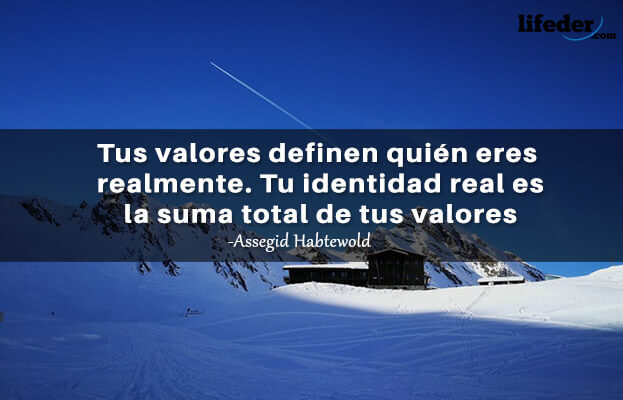 lifeder
.com
Tus valores definen quién eres
realmente. Tu identidad real es
la suma total de tus valores
-Assegid Habtewold